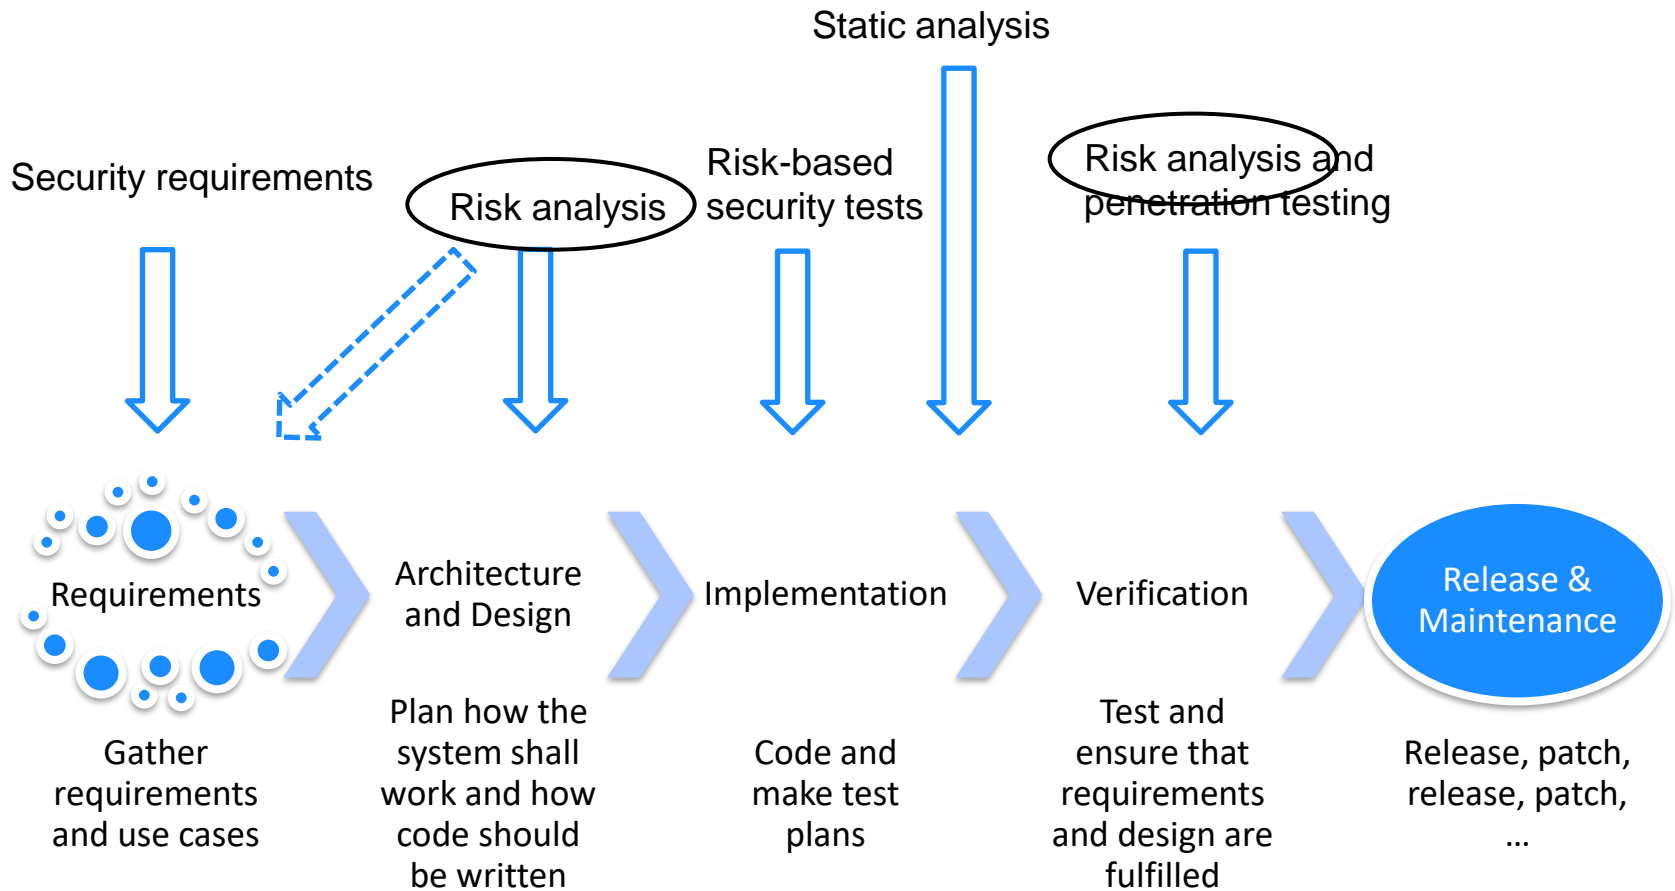 Static analysis
Security requirements
Risk analysis
Risk-based
security tests
Risk analysis and
penetration testing
Requirements
Architecture
and Design
Implementation
Verification
Release &
Maintenance
Gather
requirements
and use cases
Plan how the
system shall
work and how
code should
be written
Code and
make test
plans
Test and
ensure that
requirements
and design are
fulfilled
Release, patch,
release, patch,
...